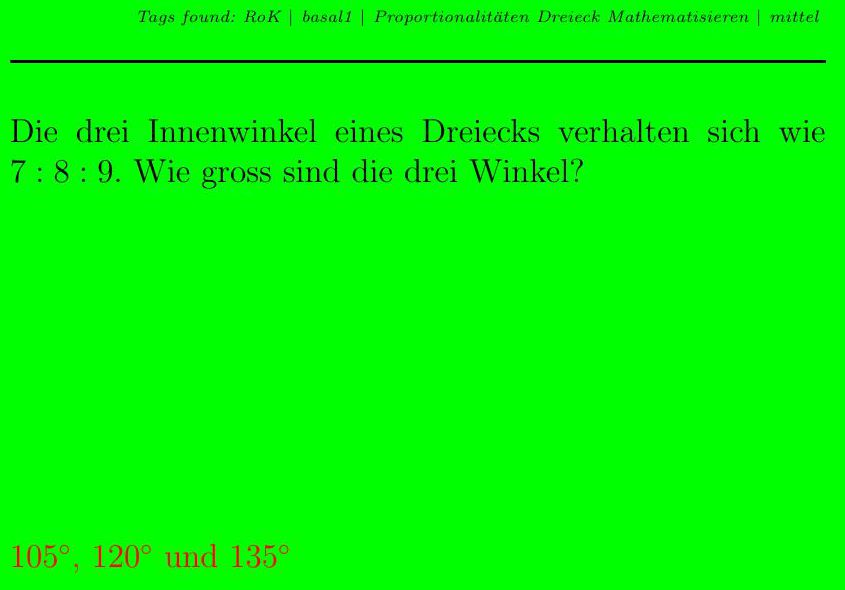 Tags found: RoK | basal1 | Proportionalitäten Dreieck Mathematisieren | mittel
Die drei Innenwinkel eines Dreiecks verhalten sich wie
7 : 8 : 9. Wie gross sind die drei Winkel?
105°, 120° und 135°